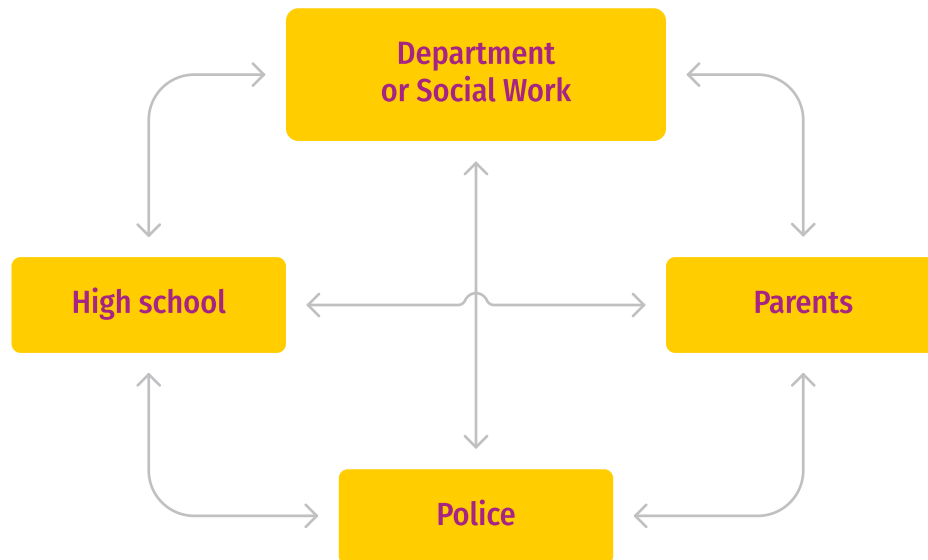 Department
or Social Work
High school
Parents
Police